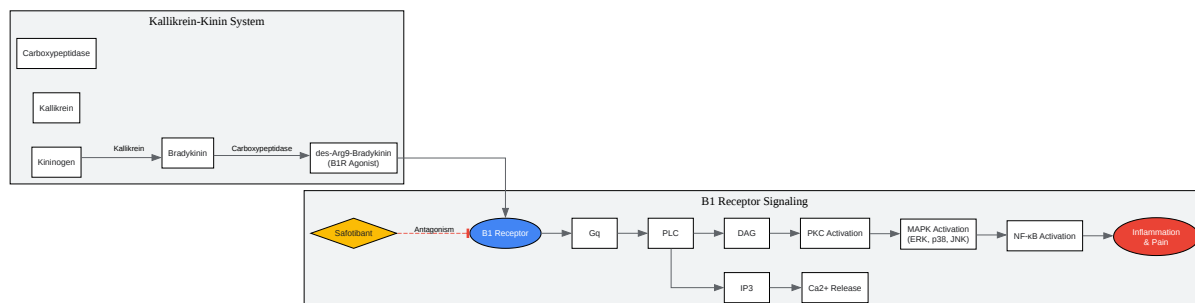 Kallikrein-Kinin System
Carboxypeptidase
Kallikrein
Kininogen
Kallikrein
Bradykinin
Carboxypeptidase
des-Arg9-Bradykinin
(B1R Agonist)
B1 Receptor Signaling
Safotibant
Antagonism
B1 Receptor
Gq
PLC
DAG
PKC Activation
MAPK Activation
(ERK, p38, JNK)
NF-κB Activation
Inflammation
& Pain
IP3
Ca2+ Release